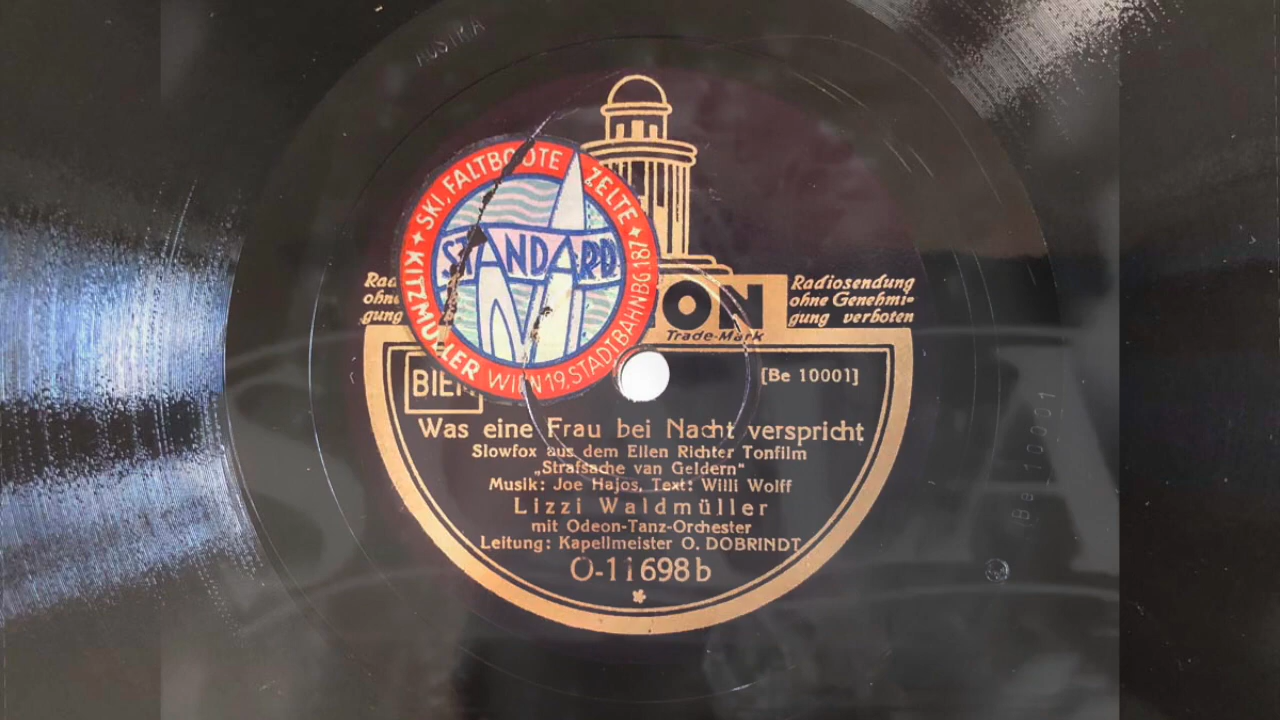 AUSTRIA
SKI, FALTBOOTE ZELTE
STANDARD
KITZMÜLLER WIEN 19, STADTBAHNBG. 187
ON
Trade-Mark
Radiosendung
ohne Genehmi-
gung verboten
[Be 10001]
Was eine Frau bei Nacht verspricht
Slowfox aus dem Ellen Richter Tonfilm
„Strafsache van Geldern"
Musik: Joe Hajos, Text: Willi Wolff
Lizzi Waldmüller
mit Odeon-Tanz-Orchester
Leitung: Kapellmeister O. DOBRINDT
O-11698 b
Be 10001